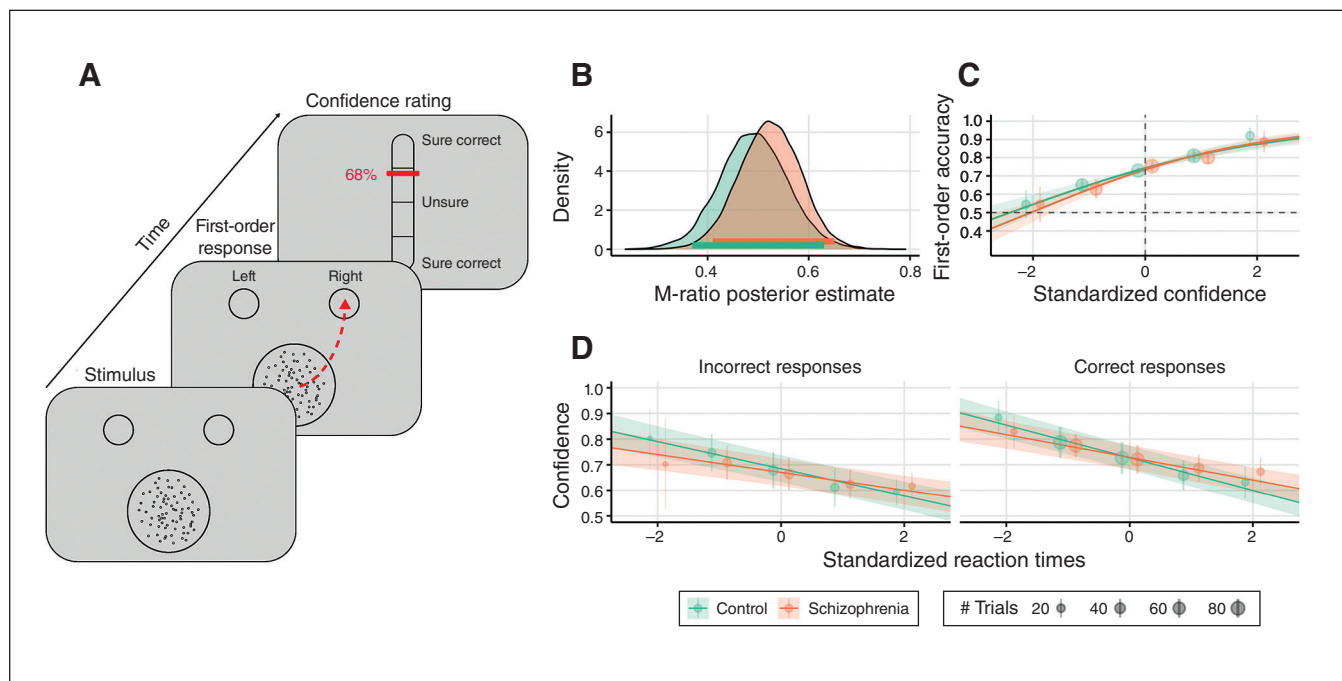 A
Confidence rating
Sure correct
68%
Unsure
Sure correct
Time
First-order
response
Left
Right
Stimulus
B
Density
6
4
2
0
0.4
0.6
0.8
M-ratio posterior estimate
C
First-order accuracy
1.0
0.9
0.8
0.7
0.6
0.5
0.4
−2
0
2
Standardized confidence
D
Incorrect responses
Correct responses
Confidence
1.0
0.9
0.8
0.7
0.6
0.5
−2
0
2
−2
0
2
Standardized reaction times
Control
Schizophrenia
# Trials 20 40 60 80